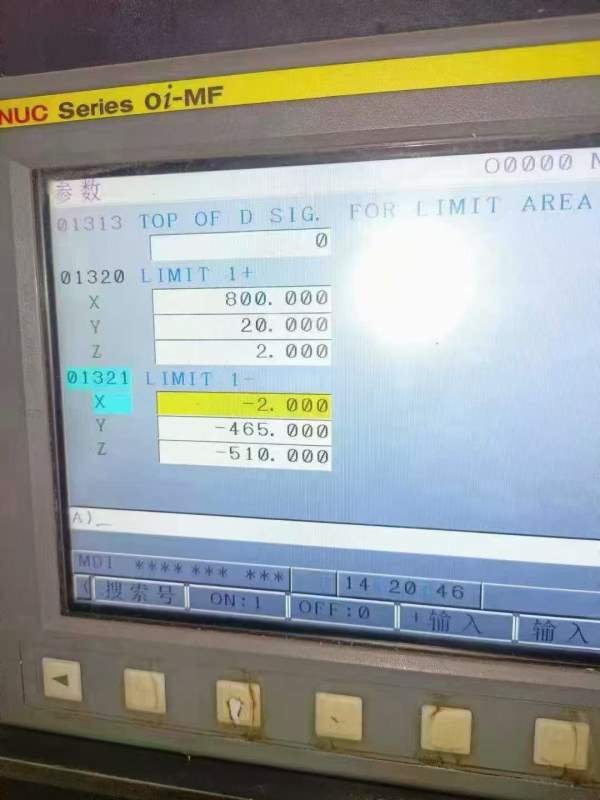 NUC Series 0i-MF
O0000 N
参数
01313 TOP OF D SIG. FOR LIMIT AREA
0
01320 LIMIT 1+
X 800.000
Y 20.000
Z 2.000
01321 LIMIT 1-
X -2.000
Y -465.000
Z -510.000
A)_
MDI **** *** ***
14 20 46
( 搜索号 ON:1 OFF:0 +输入 输入